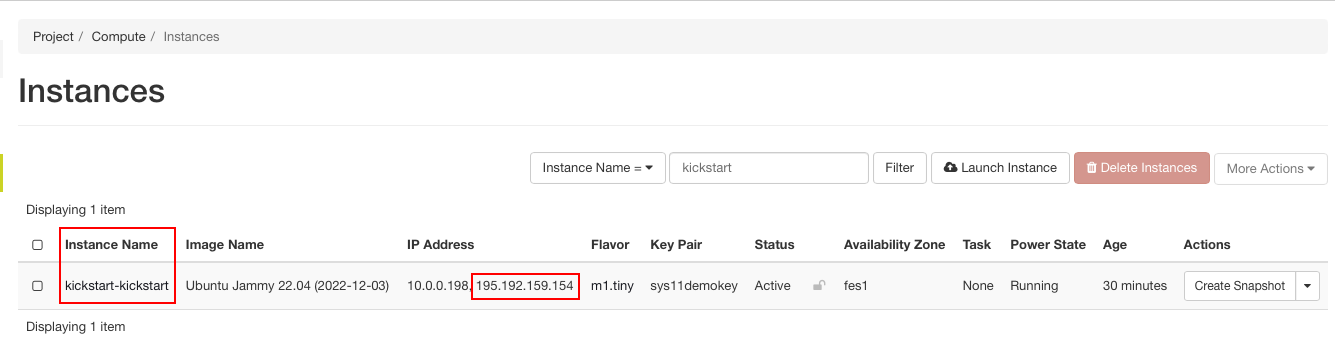 Project / Compute / Instances
Instances
Instance Name = kickstart Filter Launch Instance Delete Instances More Actions
Displaying 1 item
Instance Name Image Name IP Address Flavor Key Pair Status Availability Zone Task Power State Age Actions
kickstart-kickstart Ubuntu Jammy 22.04 (2022-12-03) 10.0.0.198, 195.192.159.154 m1.tiny sys11demokey Active fes1 None Running 30 minutes Create Snapshot
Displaying 1 item